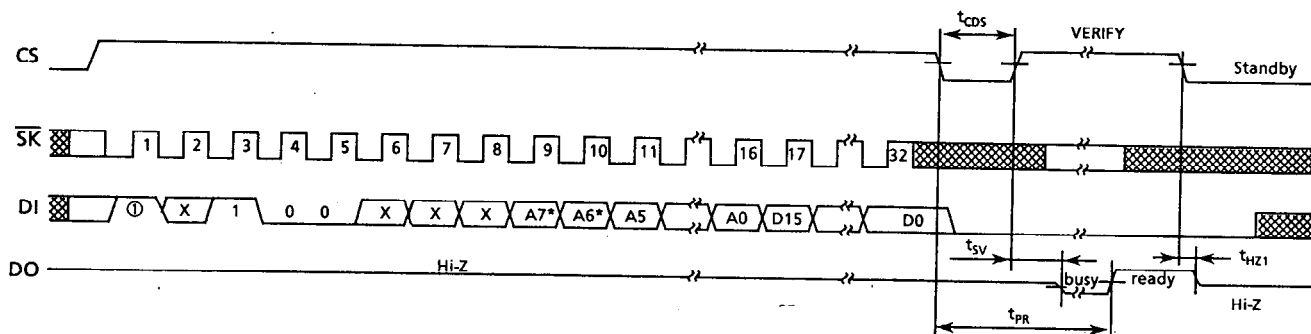 tCDS
VERIFY
CS
Standby
SK 1 2 3 4 5 6 7 8 9 10 11 16 17 32
DI ① X 1 0 0 X X X A7* A6* A5 A0 D15 D0
tSV
tHZ1
DO Hi-Z busy ready
Hi-Z
tPR